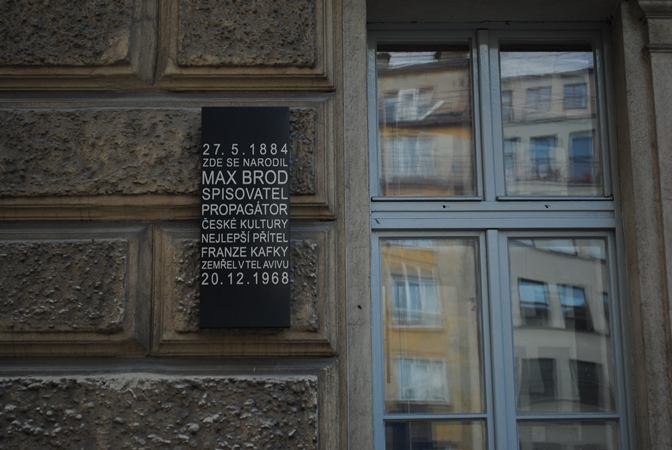 27. 5. 1884
ZDE SE NARODIL
MAX BROD
SPISOVATEL
PROPAGÁTOR
ČESKÉ KULTURY
NEJLEPŠÍ PŘÍTEL
FRANZE KAFKY
ZEMŘEL V TEL AVIVU
20.12.1968